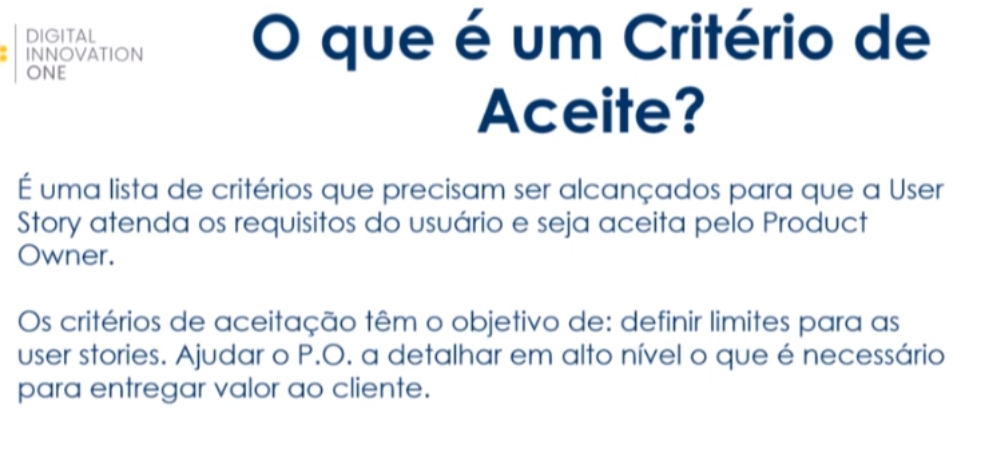 DIGITAL
INNOVATION
ONE
O que é um Critério de
Aceite?
É uma lista de critérios que precisam ser alcançados para que a User
Story atenda os requisitos do usuário e seja aceita pelo Product
Owner.
Os critérios de aceitação têm o objetivo de: definir limites para as
user stories. Ajudar o P.O. a detalhar em alto nível o que é necessário
para entregar valor ao cliente.